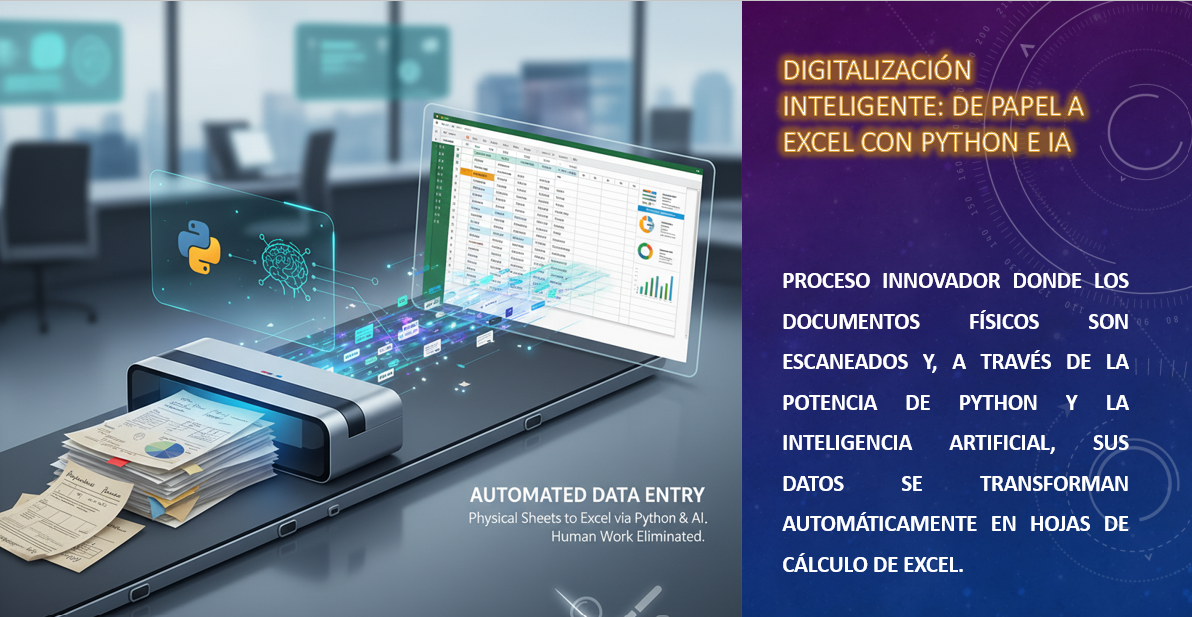 DIGITALIZACIÓN
INTELIGENTE: DE PAPEL A
EXCEL CON PYTHON E IA
PROCESO INNOVADOR DONDE LOS
DOCUMENTOS FÍSICOS SON
ESCANEADOS Y, A TRAVÉS DE LA
POTENCIA DE PYTHON Y LA
INTELIGENCIA ARTIFICIAL, SUS
DATOS SE TRANSFORMAN
AUTOMÁTICAMENTE EN HOJAS DE
CÁLCULO DE EXCEL.
AUTOMATED DATA ENTRY
Physical Sheets to Excel via Python & AI.
Human Work Eliminated.